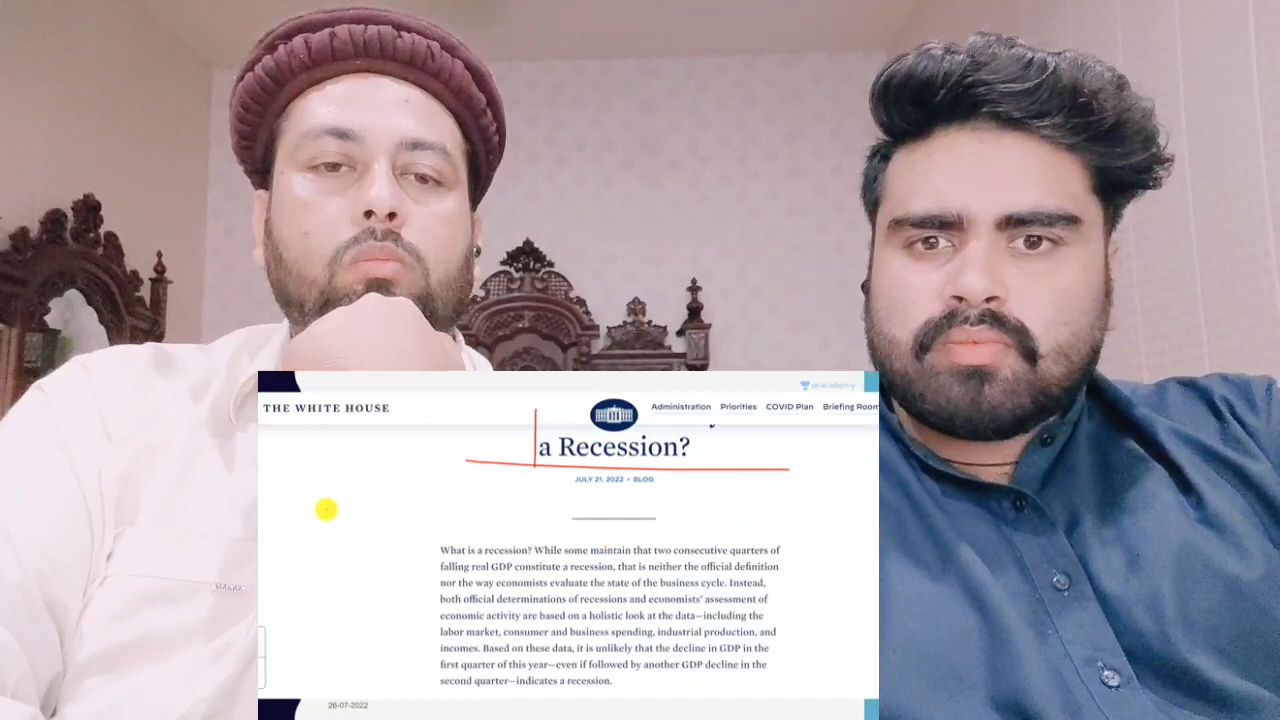 unacademy
THE WHITE HOUSE
Administration Priorities COVID Plan Briefing Room
a Recession?
JULY 21, 2022 • BLOG
What is a recession? While some maintain that two consecutive quarters of
falling real GDP constitute a recession, that is neither the official definition
nor the way economists evaluate the state of the business cycle. Instead,
both official determinations of recessions and economists' assessment of
economic activity are based on a holistic look at the data—including the
labor market, consumer and business spending, industrial production, and
incomes. Based on these data, it is unlikely that the decline in GDP in the
first quarter of this year—even if followed by another GDP decline in the
second quarter—indicates a recession.
26-07-2022